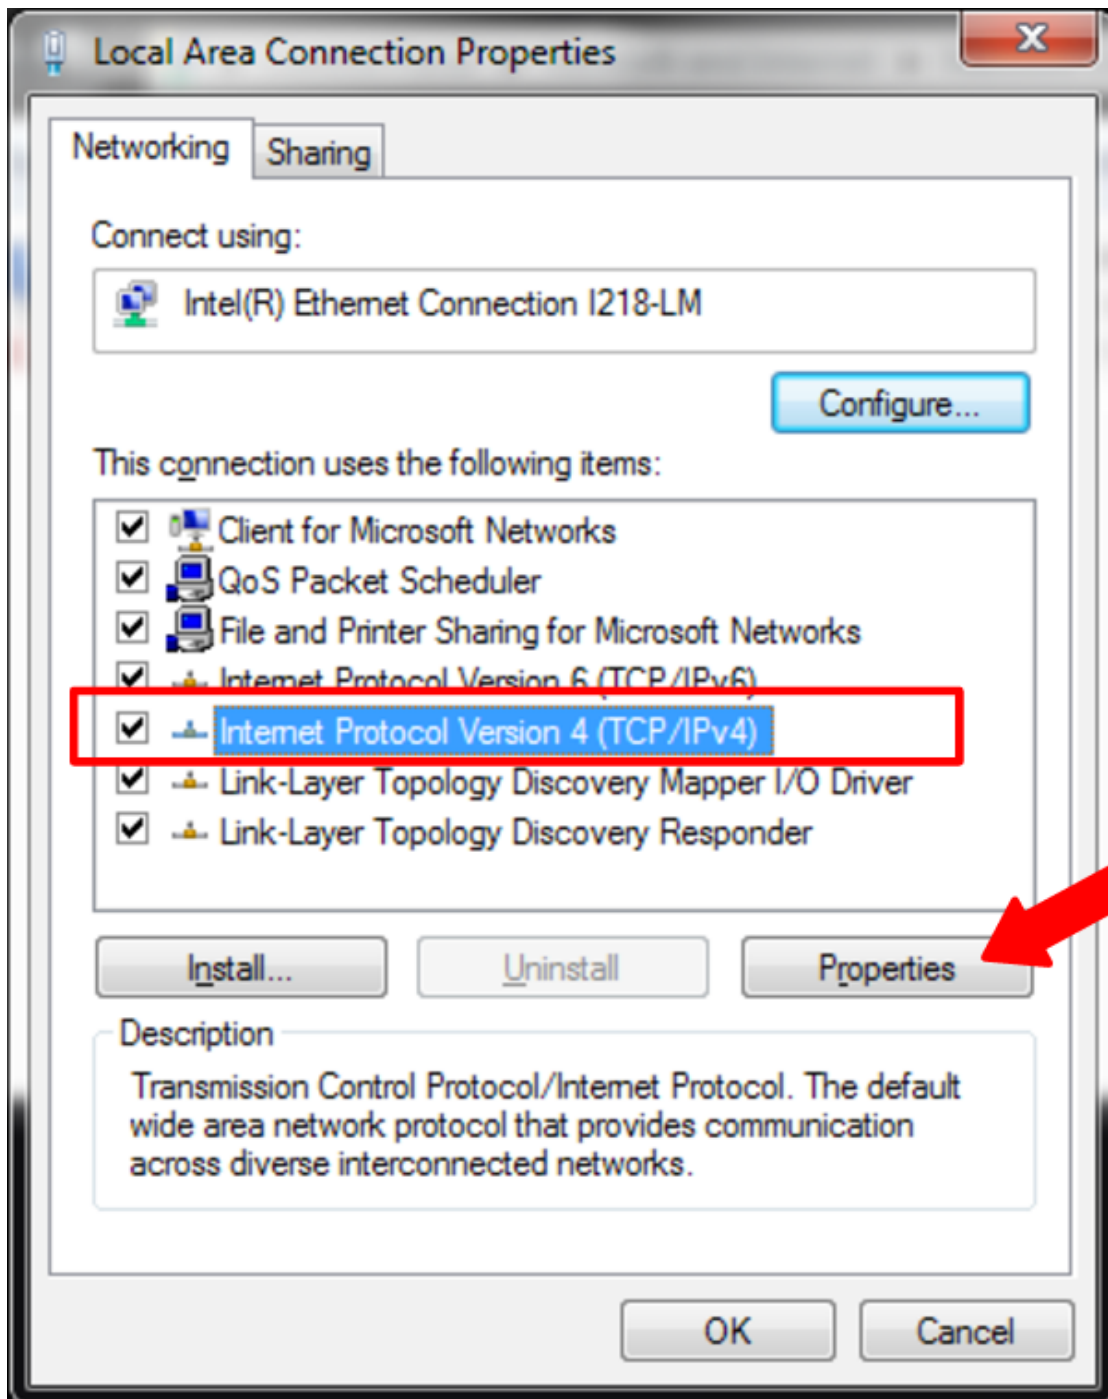 Local Area Connection Properties
Networking
Sharing
Connect using:
Intel(R) Ethernet Connection I218-LM
Configure...
This connection uses the following items:
Client for Microsoft Networks
QoS Packet Scheduler
File and Printer Sharing for Microsoft Networks
Internet Protocol Version 6 (TCP/IPv6)
Internet Protocol Version 4 (TCP/IPv4)
Link-Layer Topology Discovery Mapper I/O Driver
Link-Layer Topology Discovery Responder
Install...
Uninstall
Properties
Description
Transmission Control Protocol/Internet Protocol. The default
wide area network protocol that provides communication
across diverse interconnected networks.
OK
Cancel